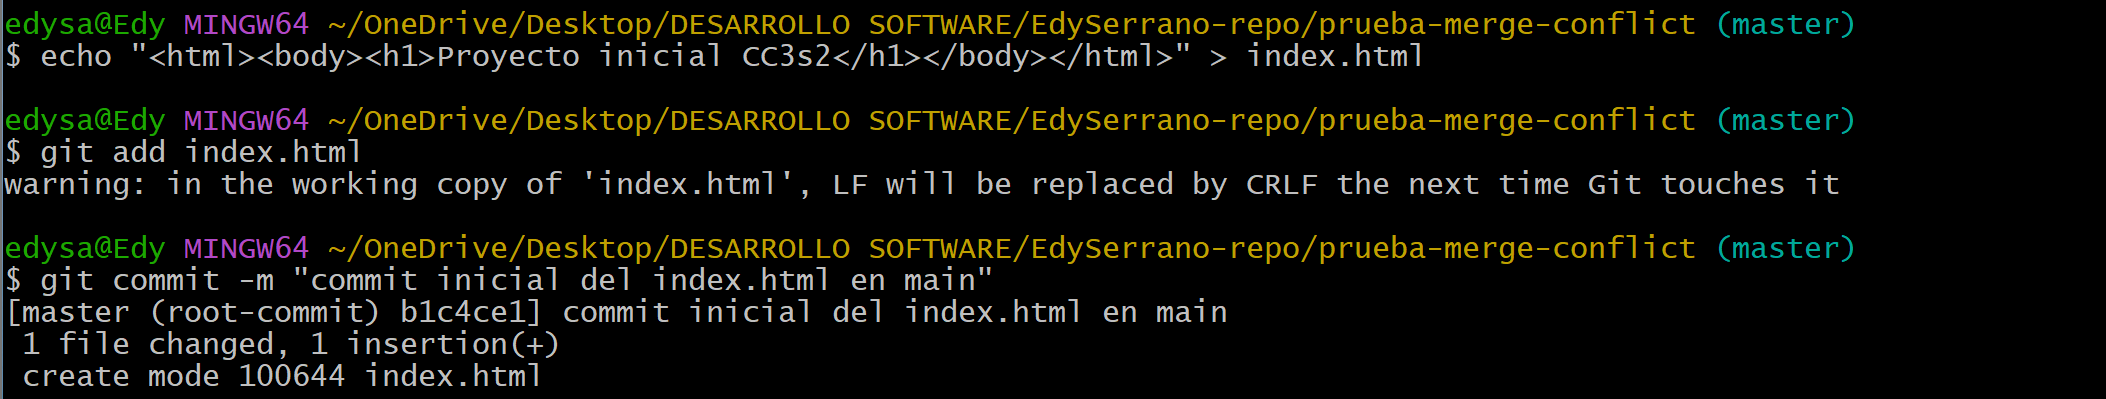 edysa@Edy MINGW64 ~/OneDrive/Desktop/DESARROLLO SOFTWARE/EdySerrano-repo/prueba-merge-conflict (master)
$ echo "<html><body><h1>Proyecto inicial CC3s2</h1></body></html>" > index.html
edysa@Edy MINGW64 ~/OneDrive/Desktop/DESARROLLO SOFTWARE/EdySerrano-repo/prueba-merge-conflict (master)
$ git add index.html
warning: in the working copy of 'index.html', LF will be replaced by CRLF the next time Git touches it
edysa@Edy MINGW64 ~/OneDrive/Desktop/DESARROLLO SOFTWARE/EdySerrano-repo/prueba-merge-conflict (master)
$ git commit -m "commit inicial del index.html en main"
[master (root-commit) b1c4ce1] commit inicial del index.html en main
 1 file changed, 1 insertion(+)
 create mode 100644 index.html